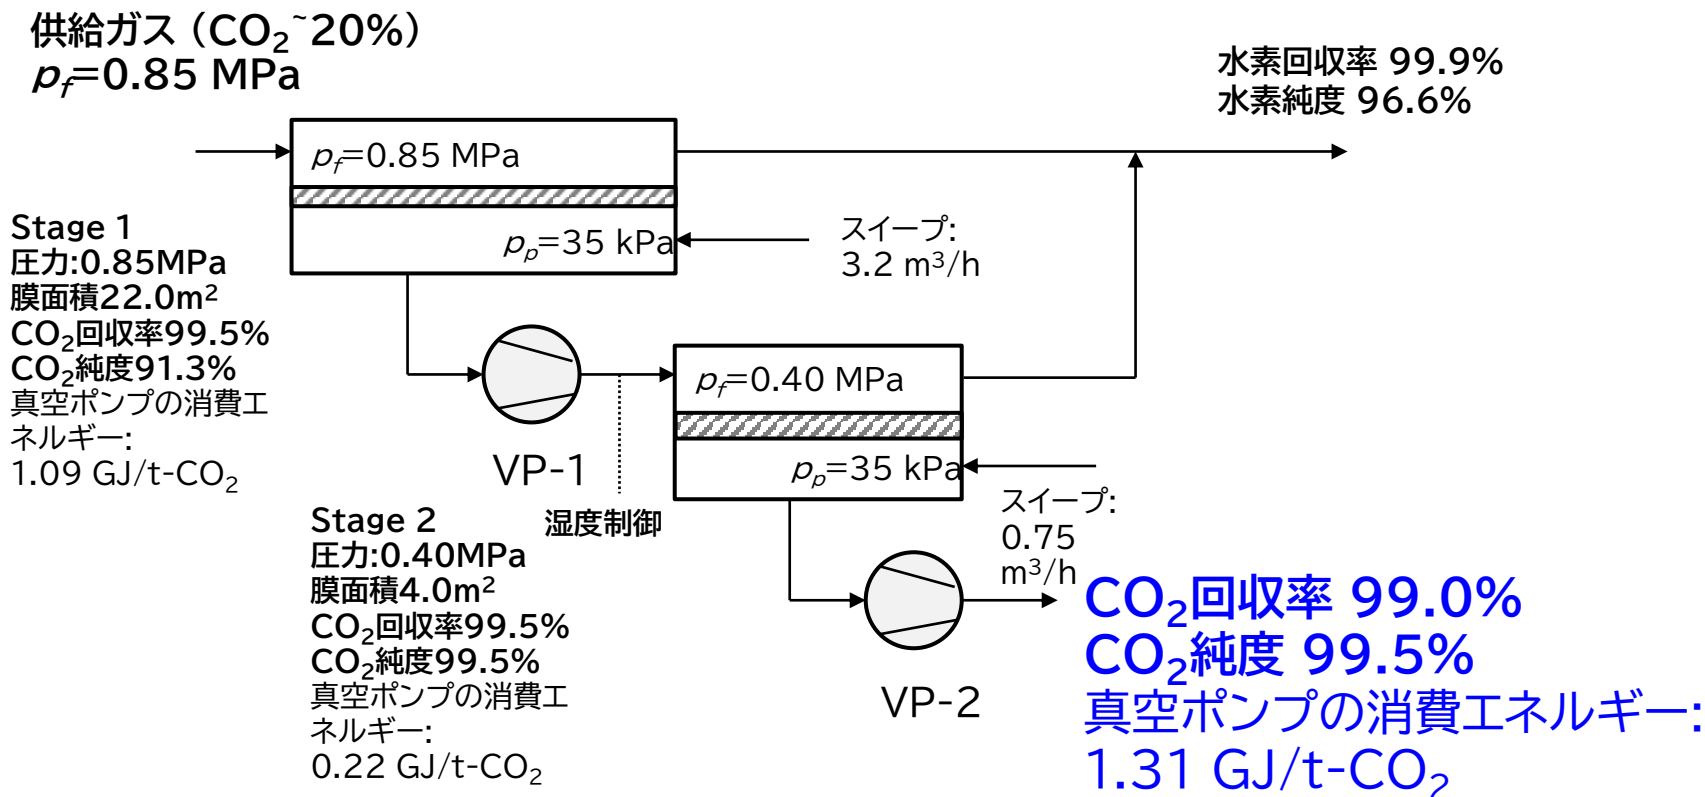 供給ガス（CO₂~20%）
p_f=0.85 MPa
水素回収率 99.9%
水素純度 96.6%
p_f=0.85 MPa
p_p=35 kPa
スイープ:
3.2 m³/h
Stage 1
圧力:0.85MPa
膜面積22.0m²
CO₂回収率99.5%
CO₂純度91.3%
真空ポンプの消費エ
ネルギー:
1.09 GJ/t-CO₂
VP-1
湿度制御
p_f=0.40 MPa
p_p=35 kPa
スイープ:
0.75
m³/h
Stage 2
圧力:0.40MPa
膜面積4.0m²
CO₂回収率99.5%
CO₂純度99.5%
真空ポンプの消費エ
ネルギー:
0.22 GJ/t-CO₂
VP-2
CO₂回収率 99.0%
CO₂純度 99.5%
真空ポンプの消費エネルギー:
1.31 GJ/t-CO₂